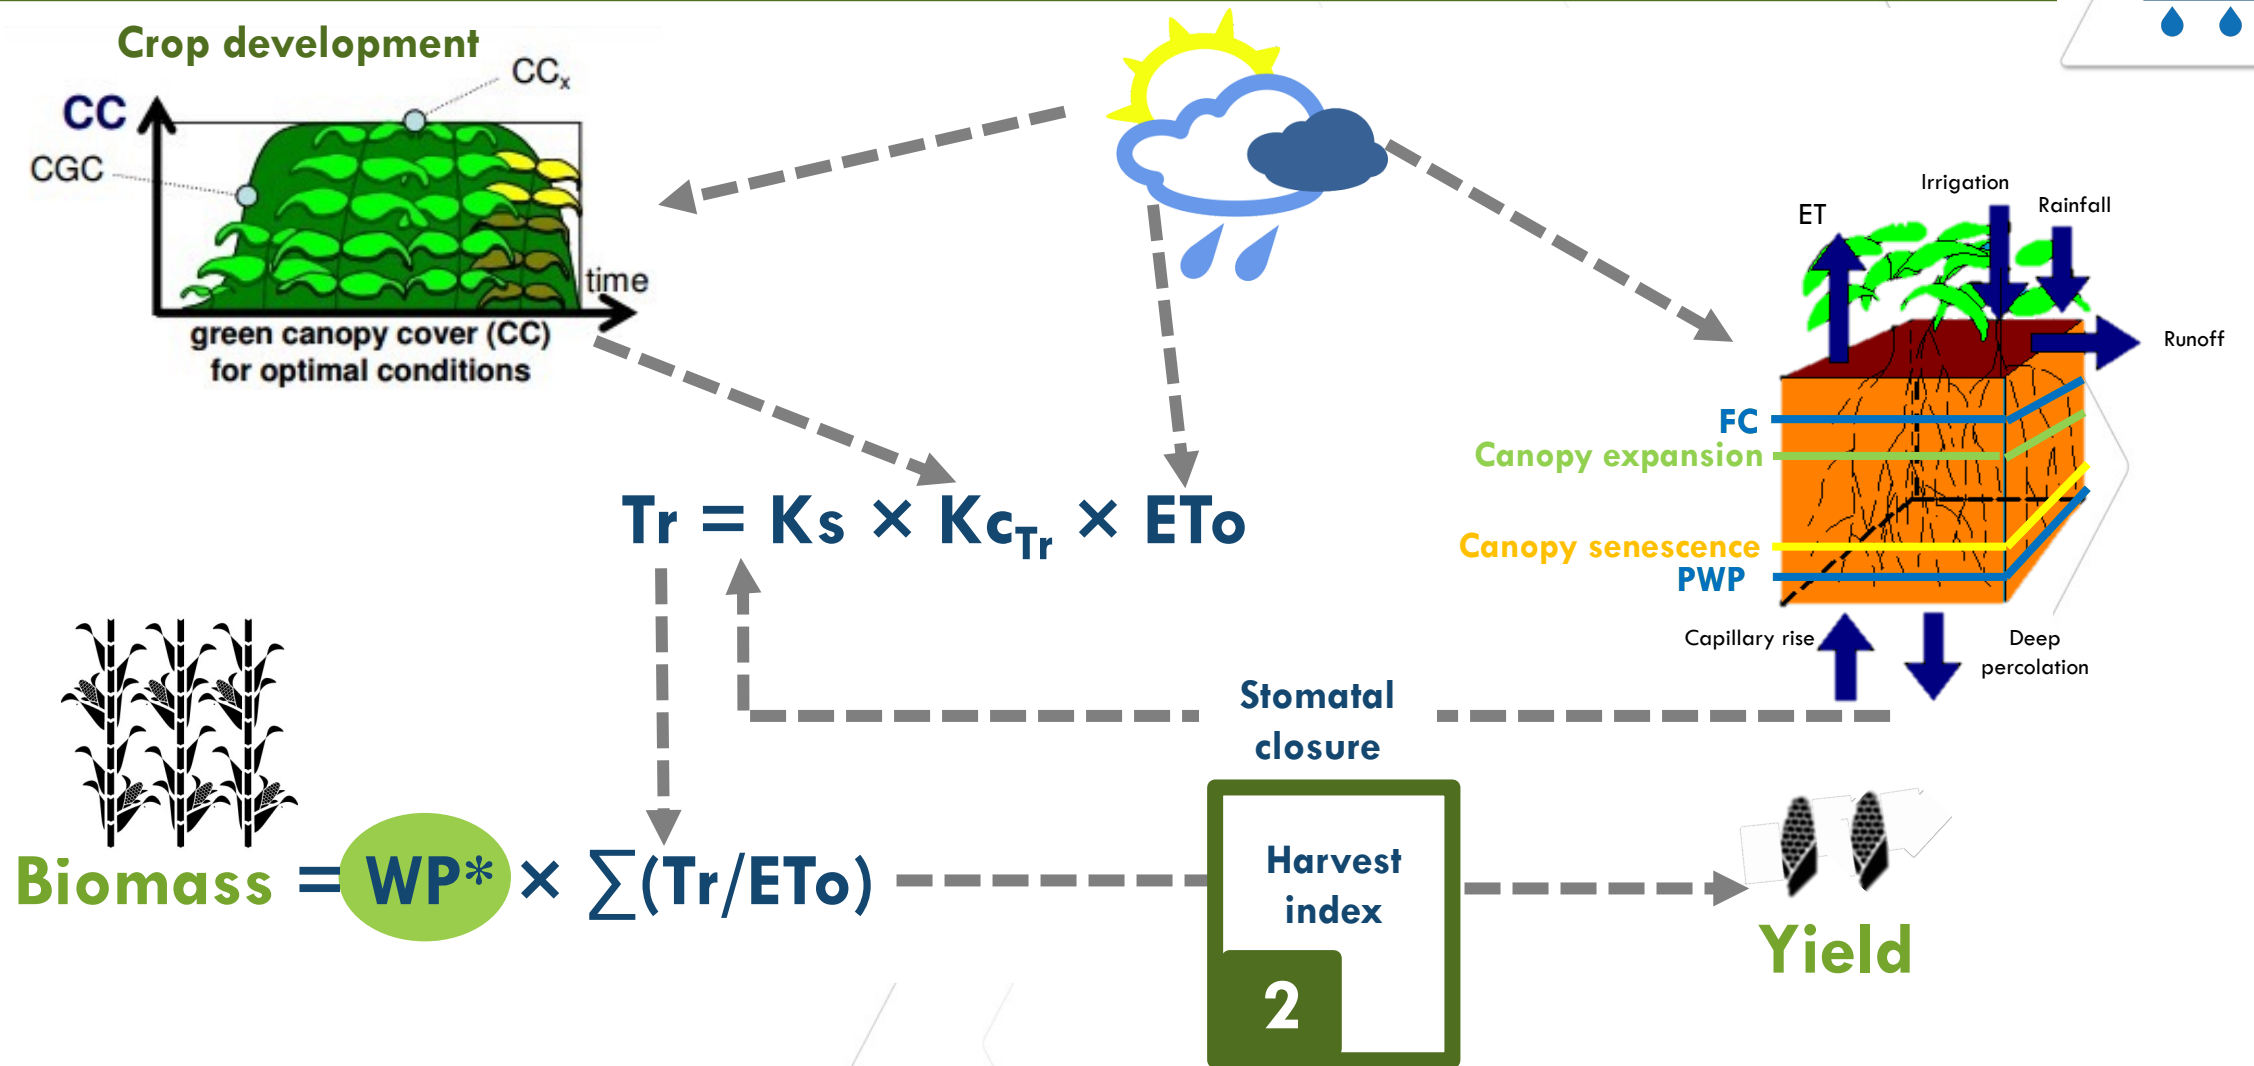 Crop development
CCx
CC
CGC
time
green canopy cover (CC)
for optimal conditions
Irrigation
Rainfall
ET
Runoff
FC
Canopy expansion
Canopy senescence
PWP
Capillary rise
Deep
percolation
Tr = Ks × KcTr × ETo
Stomatal
closure
Biomass = WP* × ∑(Tr/ETo)
Harvest
index
2
Yield